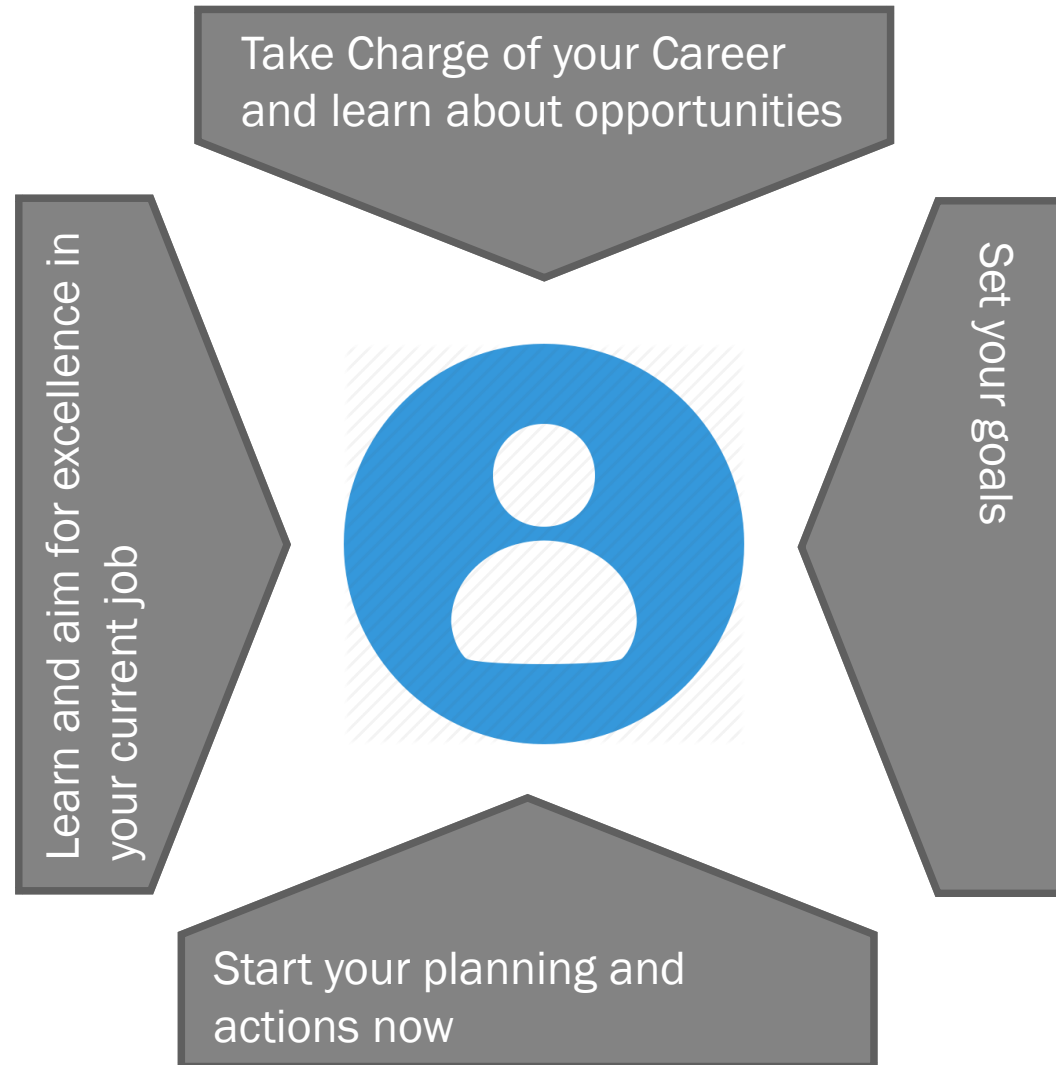 Take Charge of your Career
and learn about opportunities
Learn and aim for excellence in
your current job
Set your goals
Start your planning and
actions now